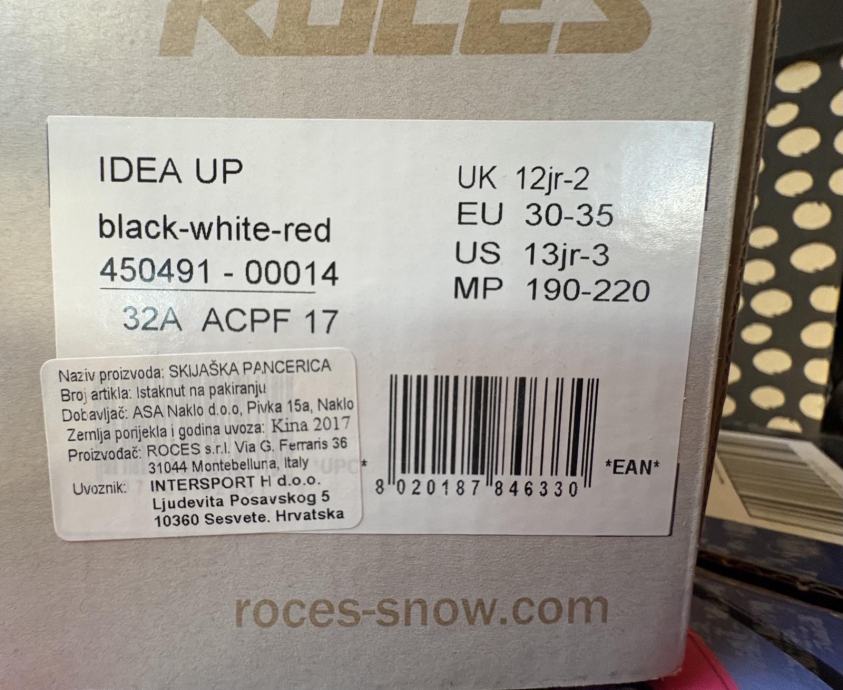 ROCES
IDEA UP
black-white-red
450491 - 00014
32A ACPF 17
UK 12jr-2
EU 30-35
US 13jr-3
MP 190-220
Naziv proizvoda: SKIJAŠKA PANCERICA
Broj artikla: Istaknut na pakiranju
Dobavljač: ASA Naklo d.o.o, Pivka 15a, Naklo
Zemlja porijekla i godina uvoza: Kina 2017
Proizvođač: ROCES s.r.l. Via G. Ferraris 36
31044 Montebelluna, Italy
Uvoznik: INTERSPORT H d.o.o.
Ljudevita Posavskog 5
10360 Sesvete. Hrvatska
*UPC*
8 020187 846330
*EAN*
roces-snow.com